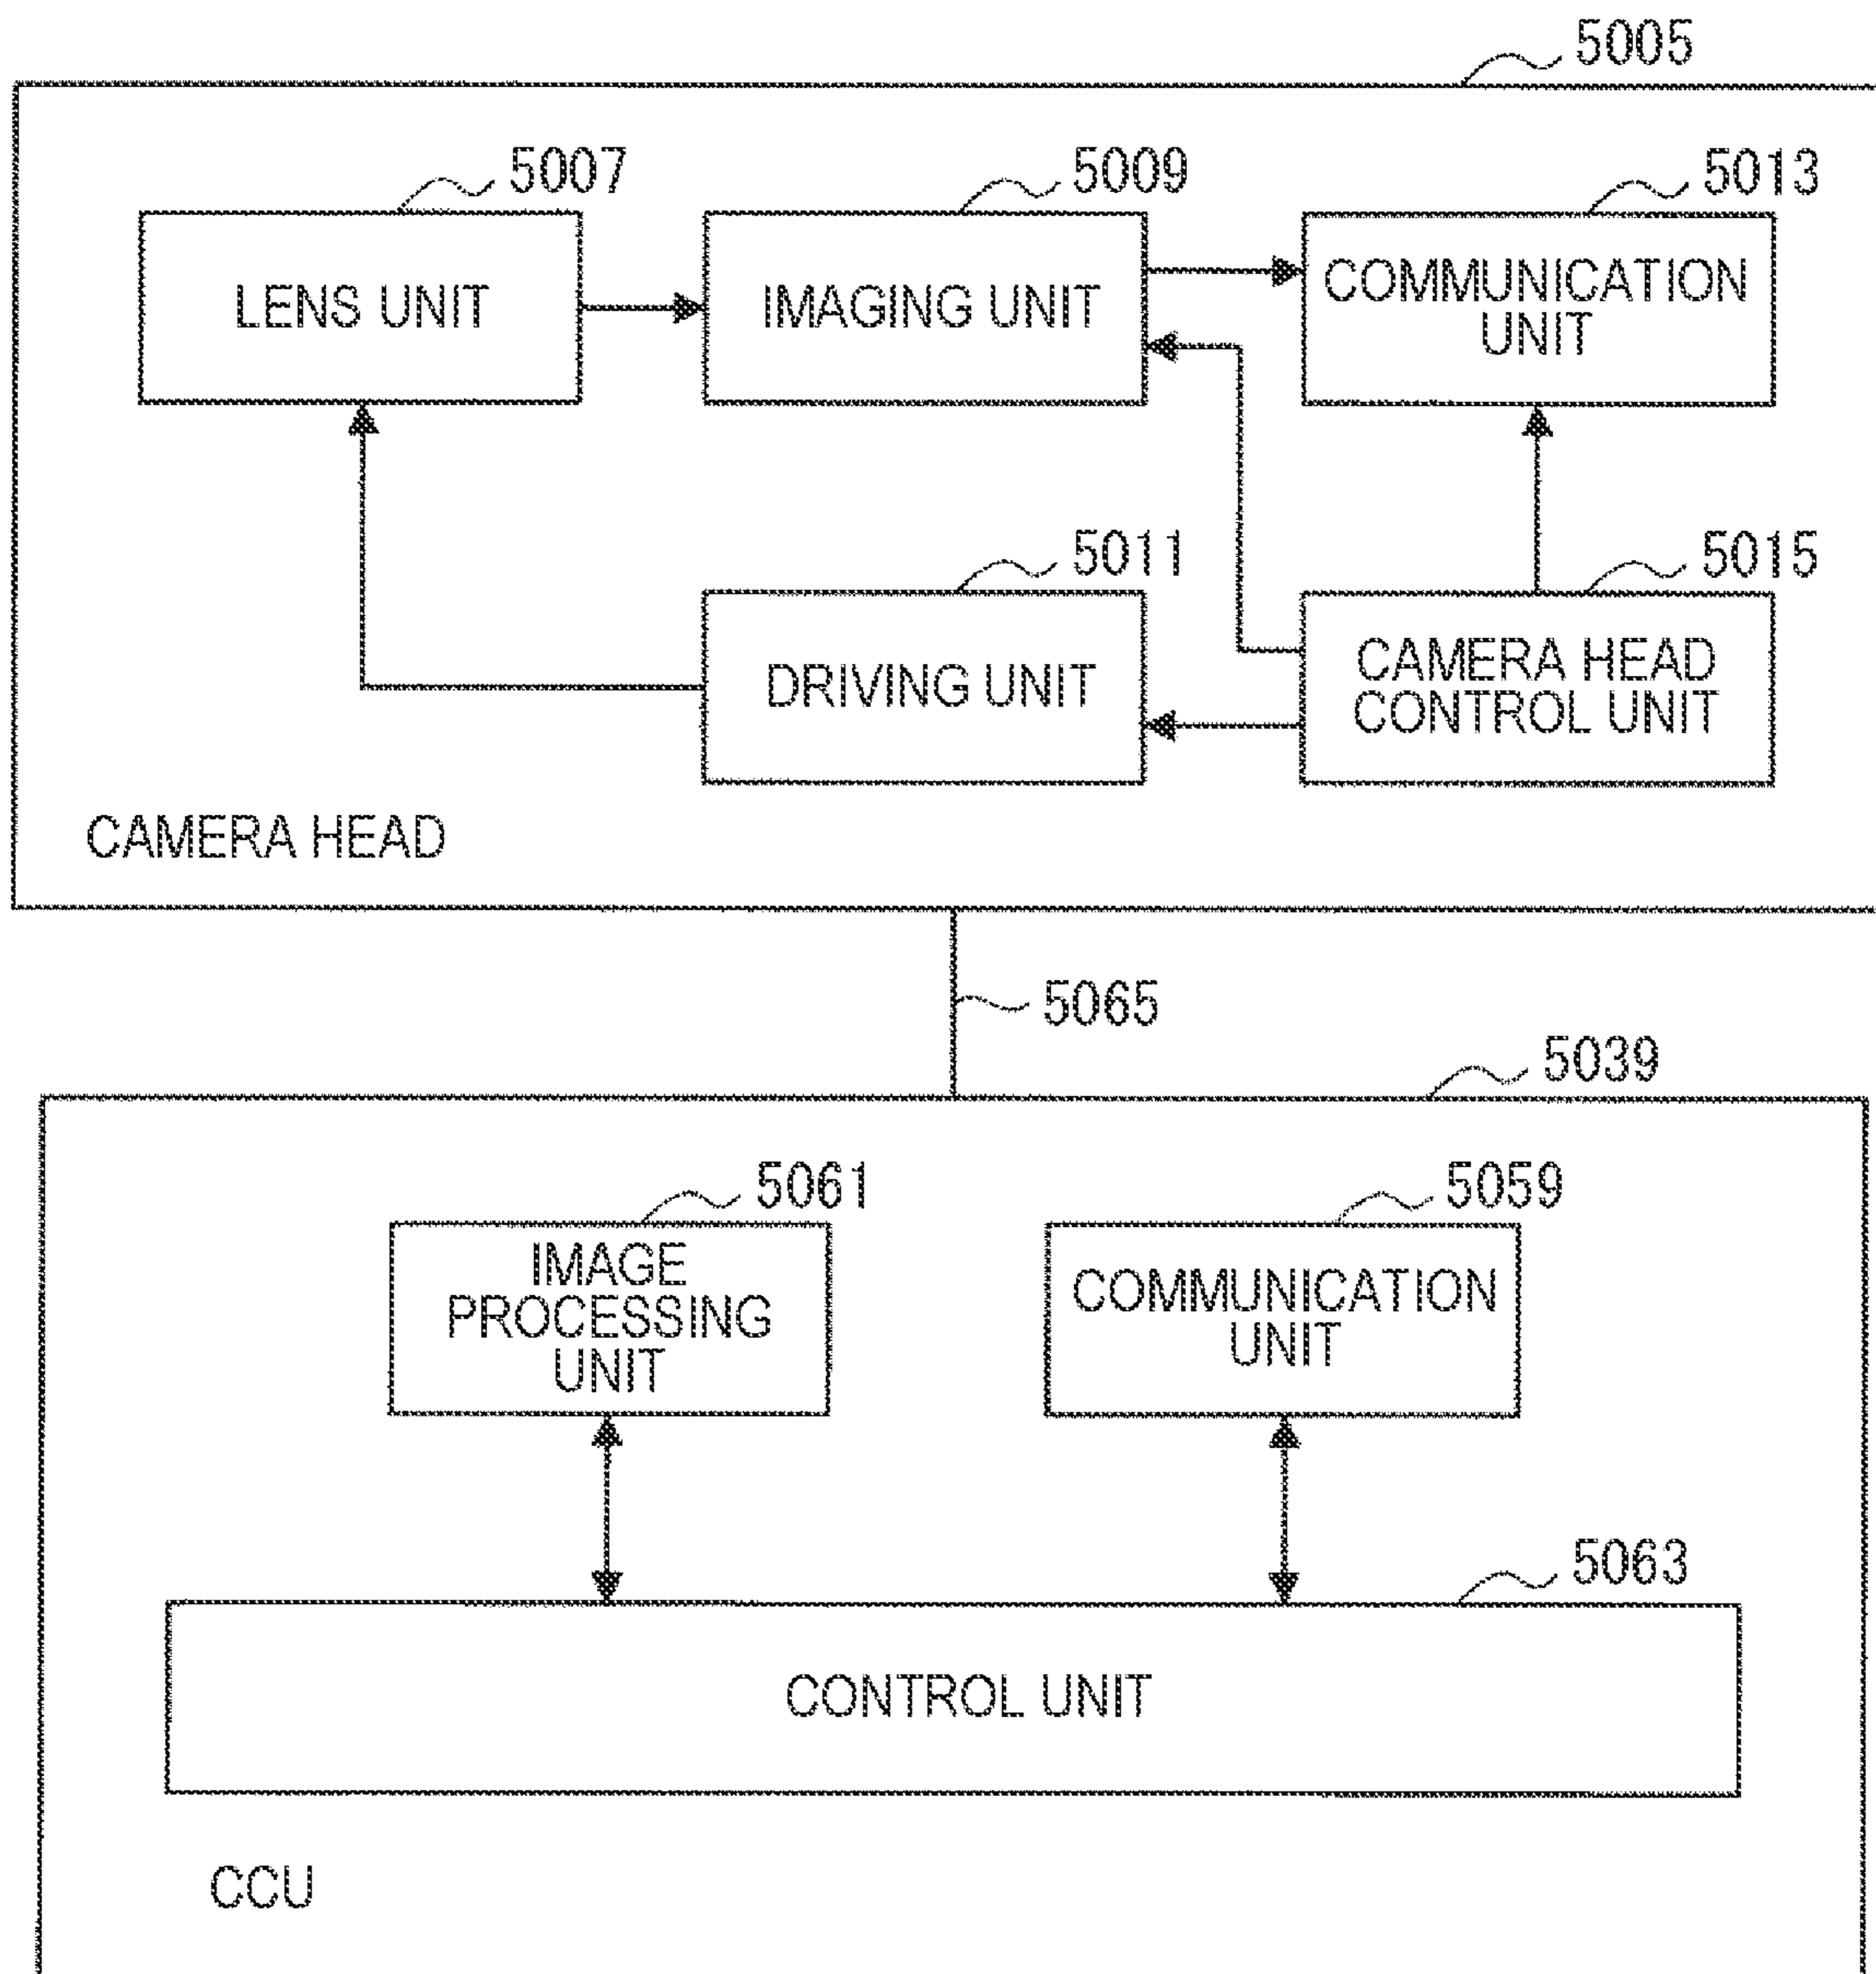 5005
5007
5009
5013
LENS UNIT
IMAGING UNIT
COMMUNICATION
UNIT
5011
5015
DRIVING UNIT
CAMERA HEAD
CONTROL UNIT
CAMERA HEAD
5065
5039
5061
5059
IMAGE
PROCESSING
UNIT
COMMUNICATION
UNIT
5063
CONTROL UNIT
CCU